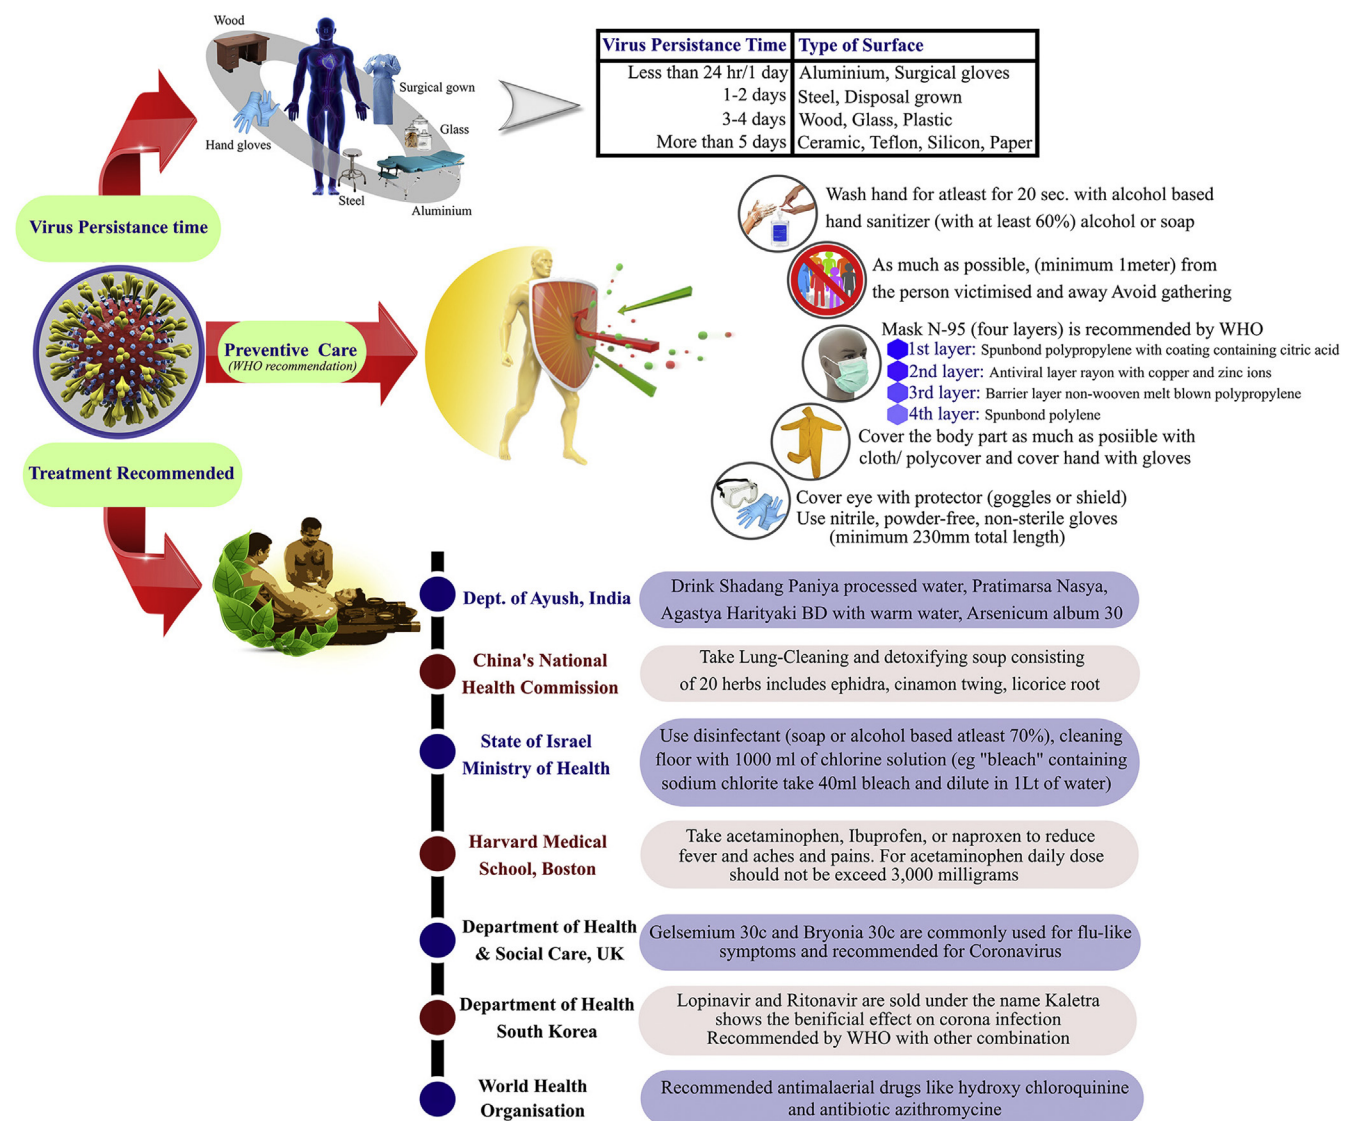 Wood
Surgical gown
Hand gloves
Glass
Steel
Aluminium
Virus Persistance Time Type of Surface
Less than 24 hr/1 day Aluminium, Surgical gloves
1-2 days Steel, Disposal grown
3-4 days Wood, Glass, Plastic
More than 5 days Ceramic, Teflon, Silicon, Paper
Virus Persistance time
Preventive Care
(WHO recommendation)
Treatment Recommended
Wash hand for atleast for 20 sec. with alcohol based
hand sanitizer (with at least 60%) alcohol or soap
As much as possible, (minimum 1meter) from
the person victimised and away Avoid gathering
Mask N-95 (four layers) is recommended by WHO
1st layer: Spunbond polypropylene with coating containing citric acid
2nd layer: Antiviral layer rayon with copper and zinc ions
3rd layer: Barrier layer non-wooven melt blown polypropylene
4th layer: Spunbond polylene
Cover the body part as much as posiible with
cloth/ polycover and cover hand with gloves
Cover eye with protector (goggles or shield)
Use nitrile, powder-free, non-sterile gloves
(minimum 230mm total length)
Dept. of Ayush, India
Drink Shadang Paniya processed water, Pratimarsa Nasya,
Agastya Harityaki BD with warm water, Arsenicum album 30
China's National
Health Commission
Take Lung-Cleaning and detoxifying soup consisting
of 20 herbs includes ephidra, cinamon twing, licorice root
State of Israel
Ministry of Health
Use disinfectant (soap or alcohol based atleast 70%), cleaning
floor with 1000 ml of chlorine solution (eg "bleach" containing
sodium chlorite take 40ml bleach and dilute in 1Lt of water)
Harvard Medical
School, Boston
Take acetaminophen, Ibuprofen, or naproxen to reduce
fever and aches and pains. For acetaminophen daily dose
should not be exceed 3,000 milligrams
Department of Health
& Social Care, UK
Gelsemium 30c and Bryonia 30c are commonly used for flu-like
symptoms and recommended for Coronavirus
Department of Health
South Korea
Lopinavir and Ritonavir are sold under the name Kaletra
shows the benificial effect on corona infection
Recommended by WHO with other combination
World Health
Organisation
Recommended antimalaerial drugs like hydroxy chloroquinine
and antibiotic azithromycine